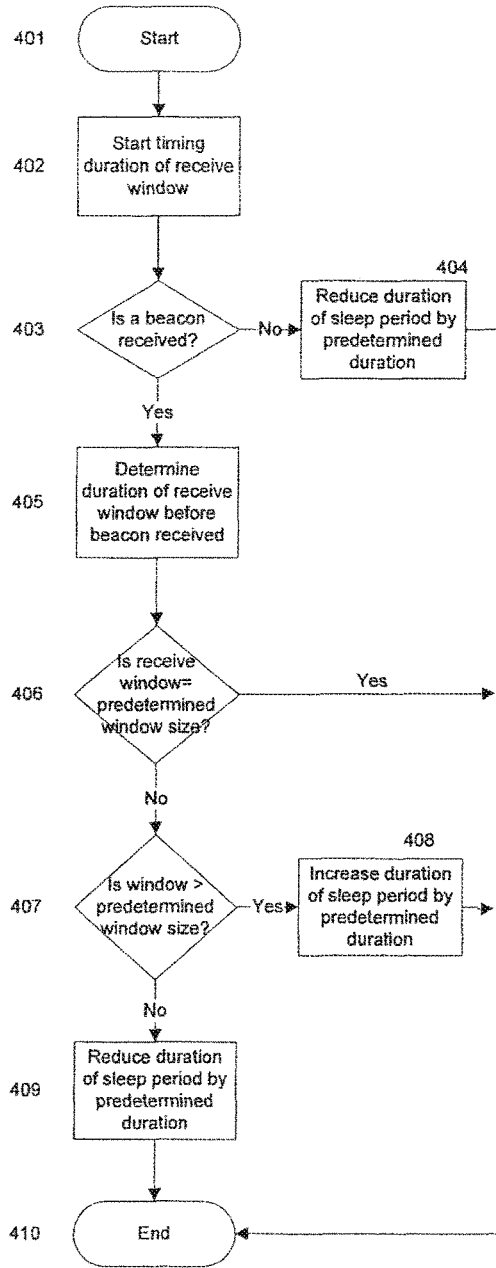 401
Start
402
Start timing
duration of receive
window
403
Is a beacon
received?
No
404
Reduce duration
of sleep period by
predetermined
duration
Yes
405
Determine
duration of receive
window before
beacon received
406
Is receive
window=
predetermined
window size?
Yes
No
407
Is window >
predetermined
window size?
Yes
408
Increase duration
of sleep period by
predetermined
duration
No
409
Reduce duration
of sleep period by
predetermined
duration
410
End